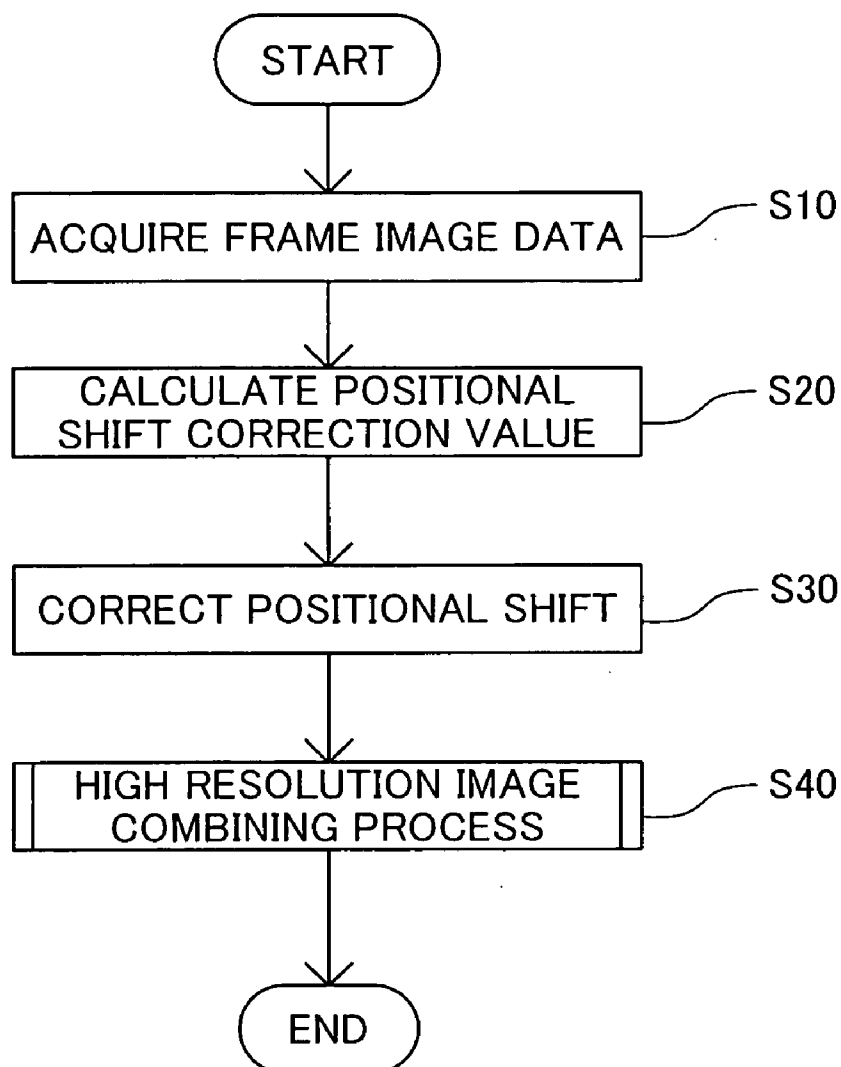 START
ACQUIRE FRAME IMAGE DATA
S10
CALCULATE POSITIONAL
SHIFT CORRECTION VALUE
S20
CORRECT POSITIONAL SHIFT
S30
HIGH RESOLUTION IMAGE
COMBINING PROCESS
S40
END